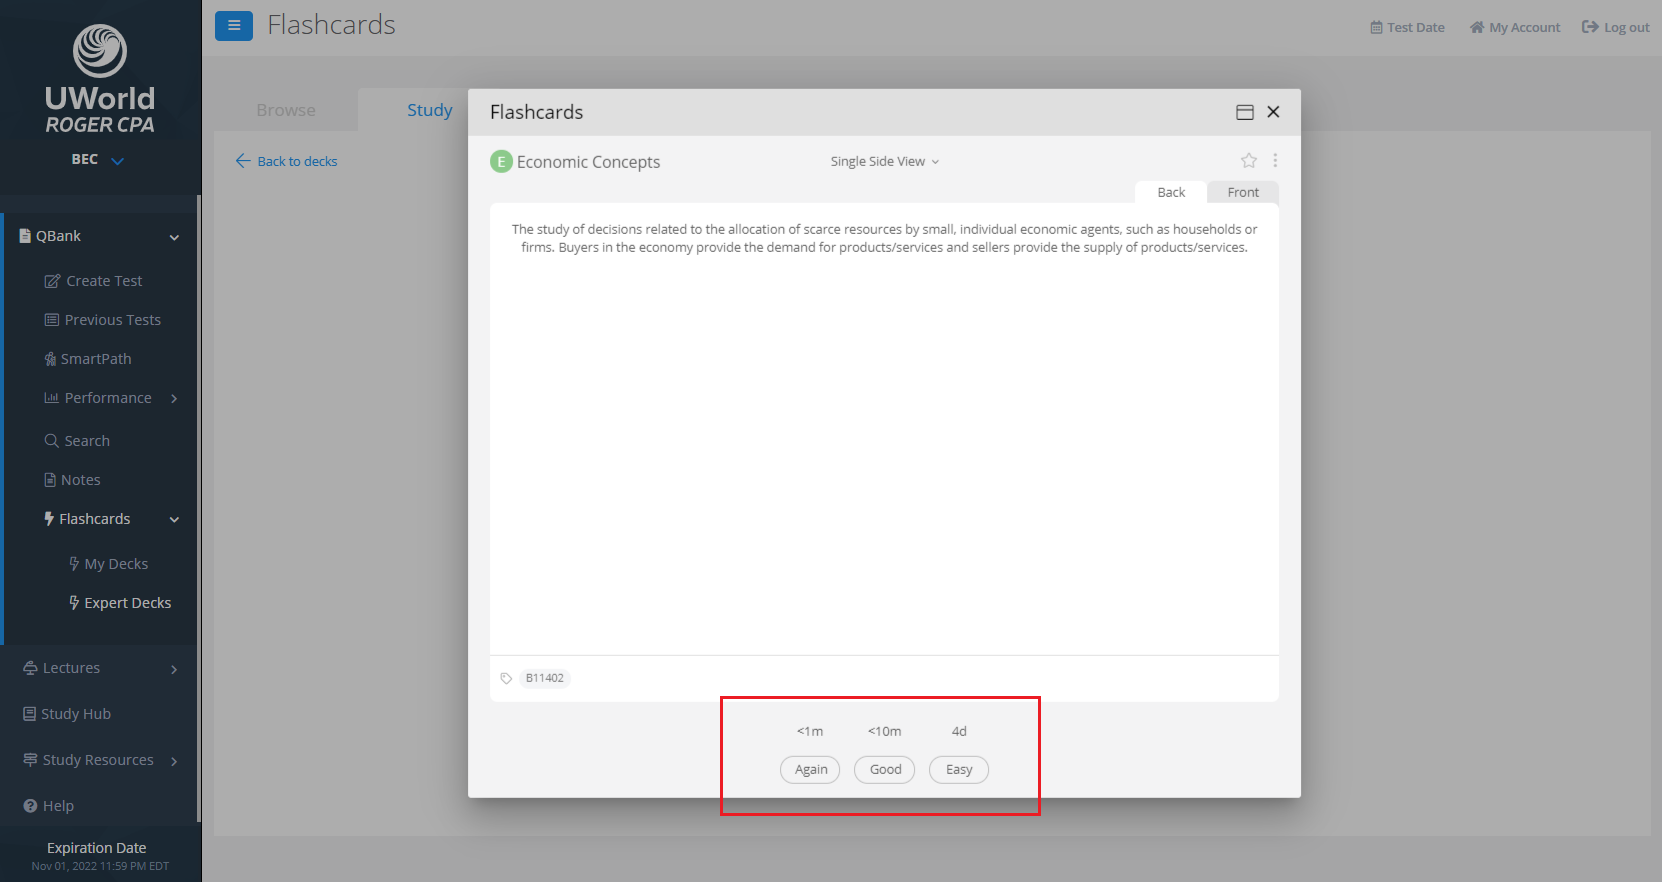 UWorld
ROGER CPA
BEC
QBank
Create Test
Previous Tests
SmartPath
Performance
Search
Notes
Flashcards
My Decks
Expert Decks
Lectures
Study Hub
Study Resources
Help
Expiration Date
Nov 01, 2022 11:59 PM EDT
Flashcards
Test Date
My Account
Log out
Browse
Study
Back to decks
Flashcards
E
Economic Concepts
Single Side View
Back
Front
The study of decisions related to the allocation of scarce resources by small, individual economic agents, such as households or
firms. Buyers in the economy provide the demand for products/services and sellers provide the supply of products/services.
B11402
<1m
<10m
4d
Again
Good
Easy